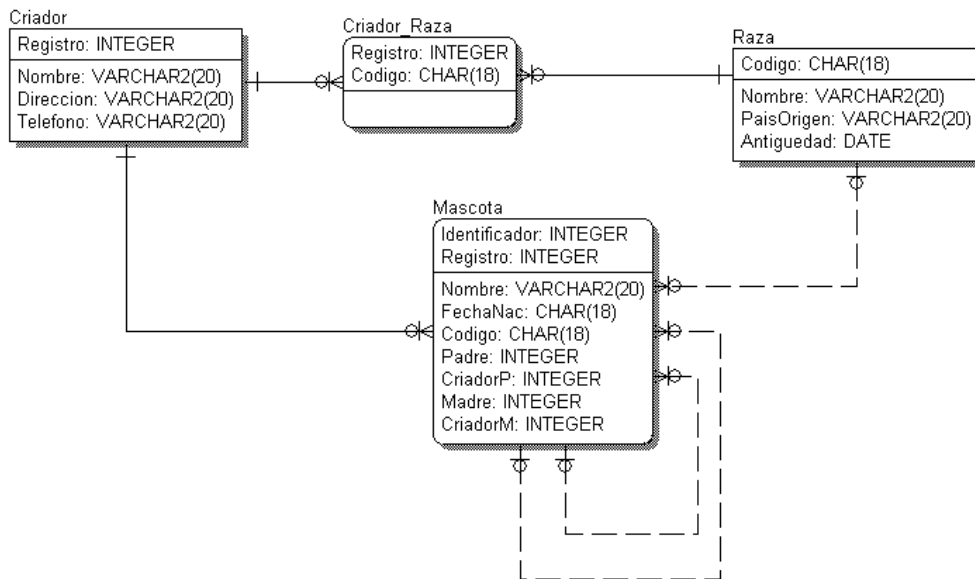 Criador
Registro: INTEGER
Nombre: VARCHAR2(20)
Direccion: VARCHAR2(20)
Telefono: VARCHAR2(20)
Criador_Raza
Registro: INTEGER
Codigo: CHAR(18)
Raza
Codigo: CHAR(18)
Nombre: VARCHAR2(20)
PaisOrigen: VARCHAR2(20)
Antiguedad: DATE
Mascota
Identificador: INTEGER
Registro: INTEGER
Nombre: VARCHAR2(20)
FechaNac: CHAR(18)
Codigo: CHAR(18)
Padre: INTEGER
CriadorP: INTEGER
Madre: INTEGER
CriadorM: INTEGER